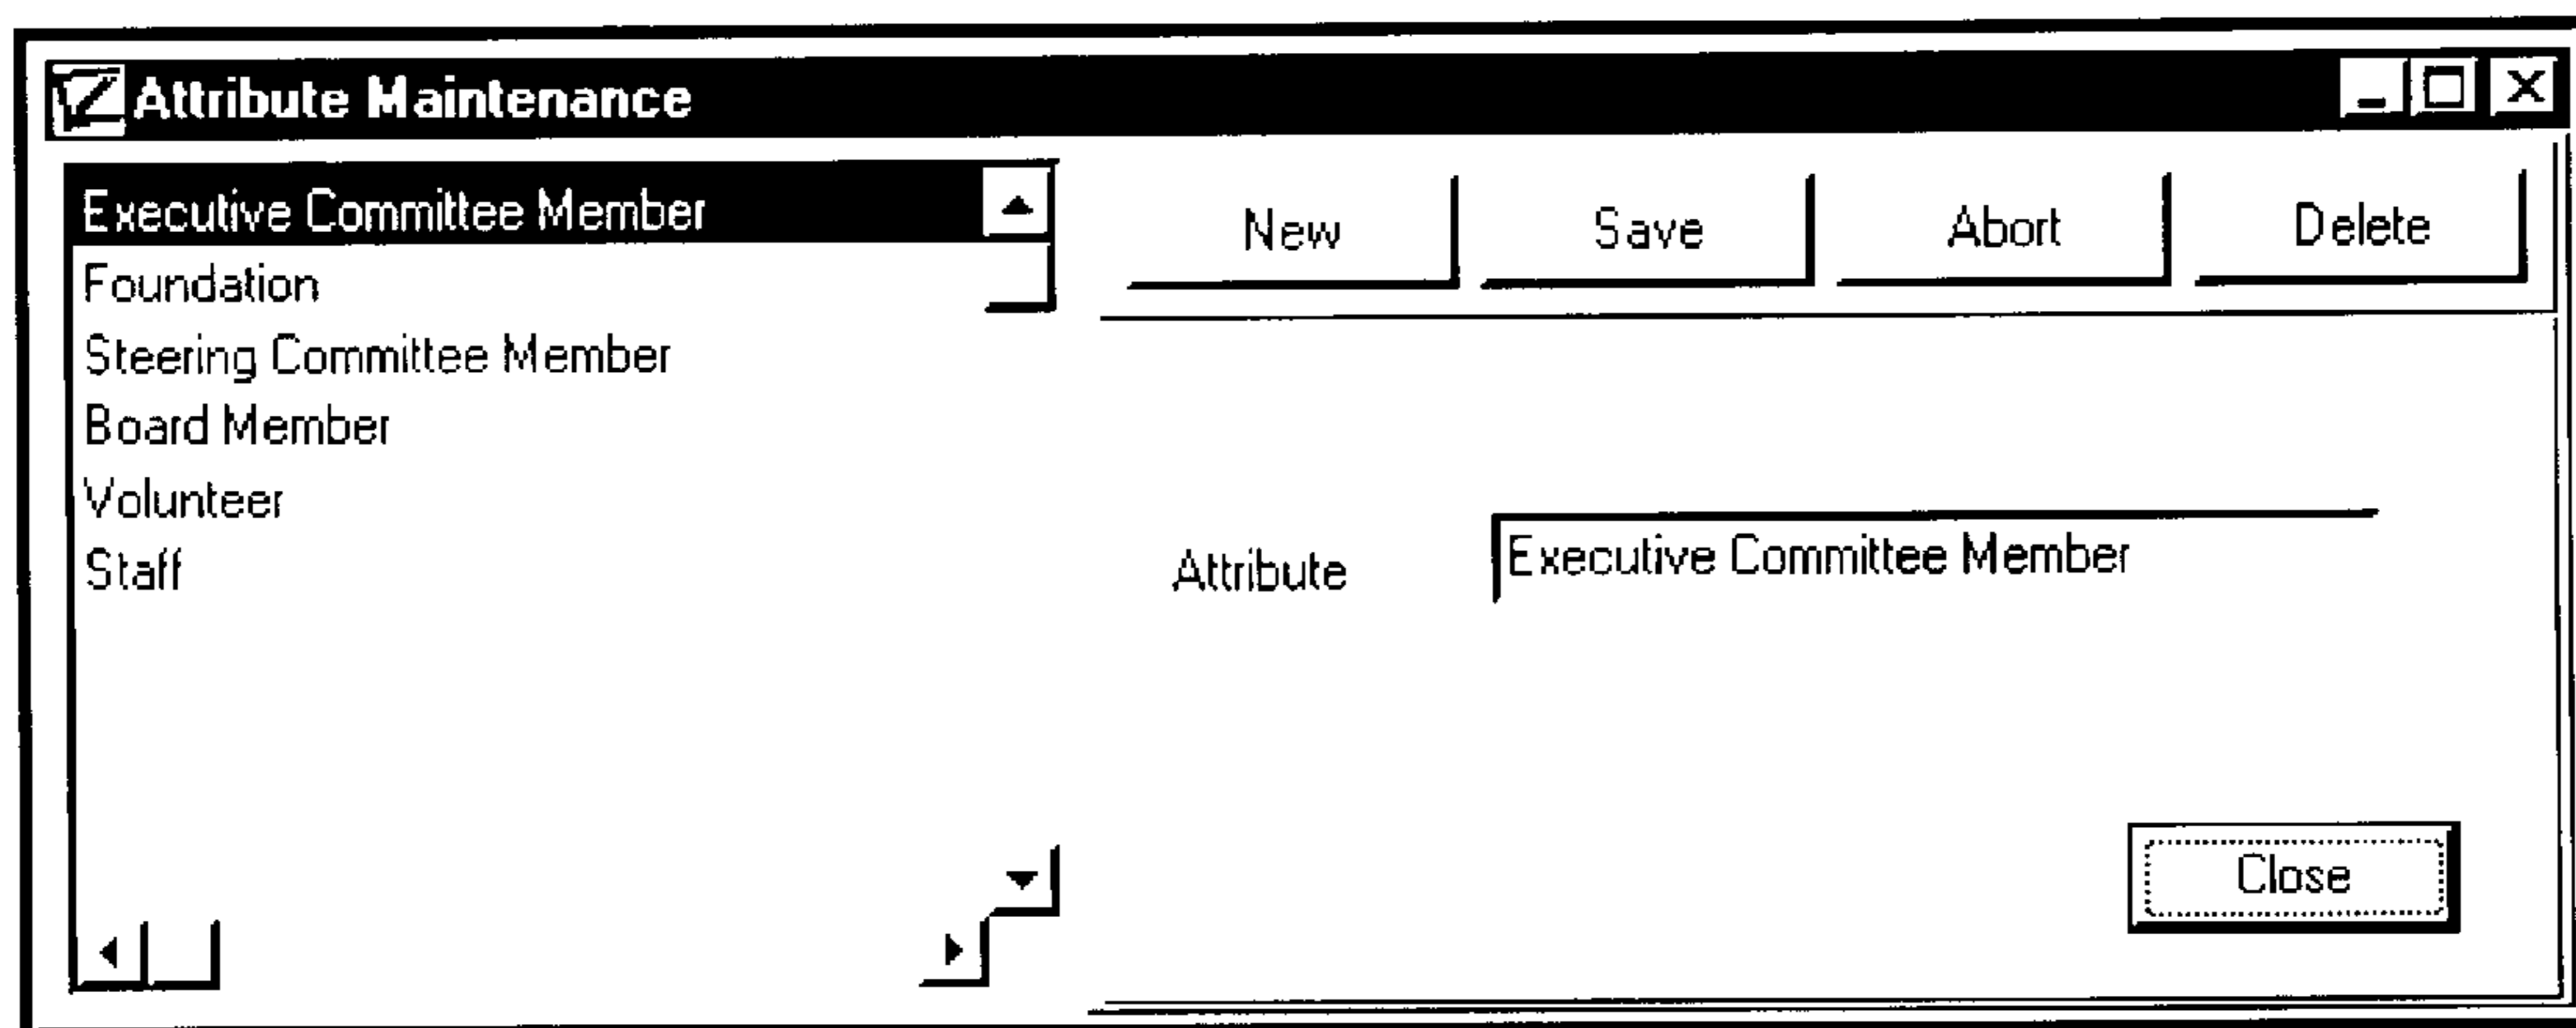 Attribute Maintenance
Executive Committee Member
Foundation
Steering Committee Member
Board Member
Volunteer
Staff
New Save Abort Delete
Attribute Executive Committee Member
Close